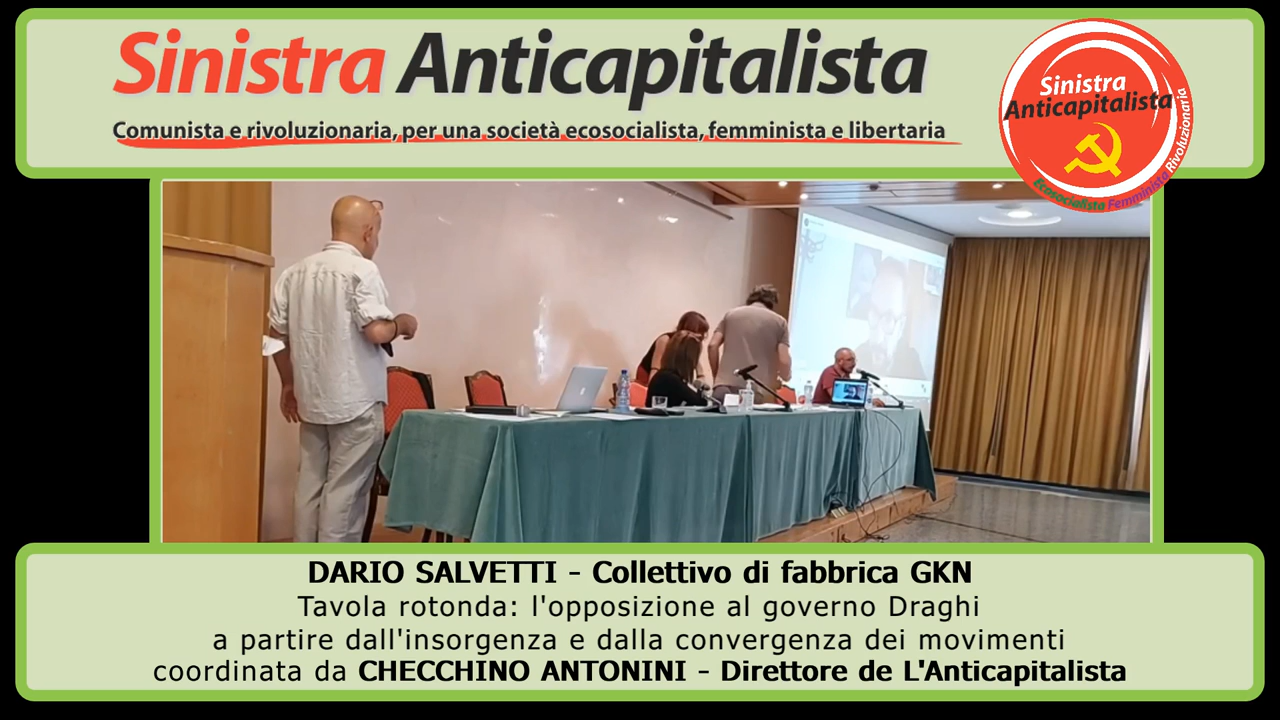 Sinistra Anticapitalista
Comunista e rivoluzionaria, per una società ecosocialista, femminista e libertaria
Sinistra
Anticapitalista
Ecosocialista Femminista Rivoluzionaria
DARIO SALVETTI - Collettivo di fabbrica GKN
Tavola rotonda: l'opposizione al governo Draghi
a partire dall'insorgenza e dalla convergenza dei movimenti
coordinata da CHECCHINO ANTONINI - Direttore de L'Anticapitalista